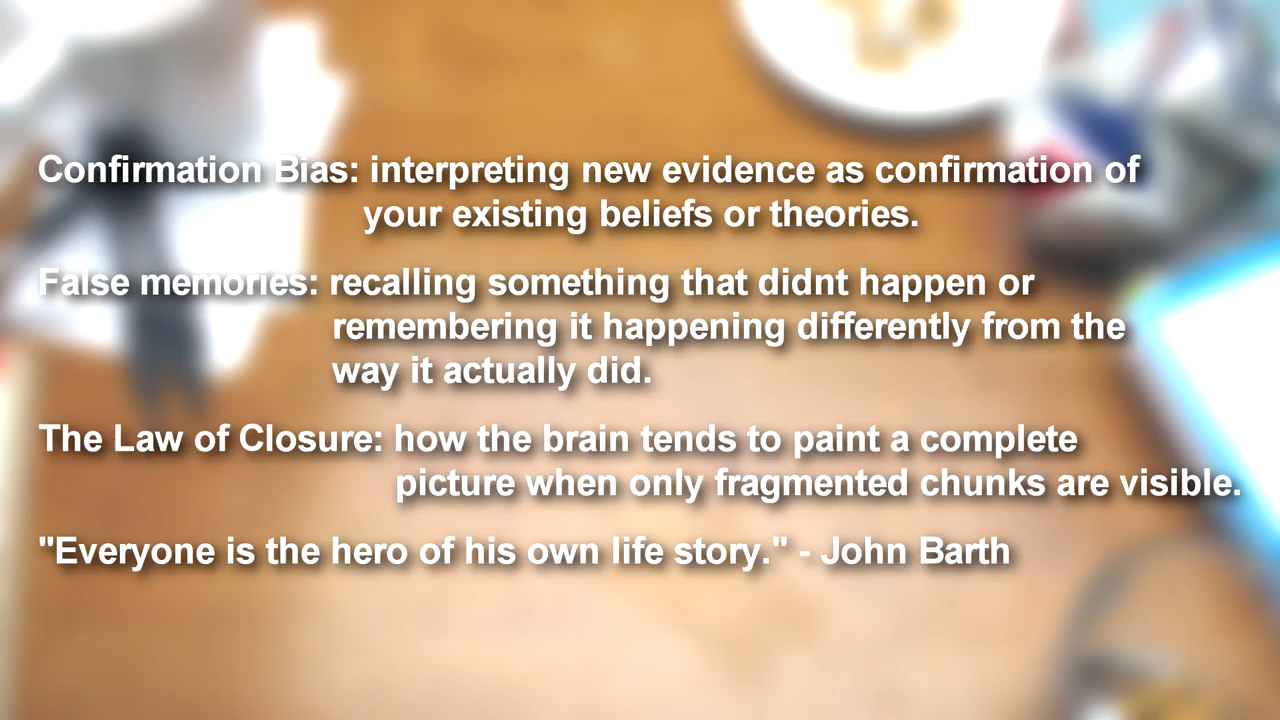 Confirmation Bias: interpreting new evidence as confirmation of
your existing beliefs or theories.
False memories: recalling something that didnt happen or
remembering it happening differently from the
way it actually did.
The Law of Closure: how the brain tends to paint a complete
picture when only fragmented chunks are visible.
"Everyone is the hero of his own life story." - John Barth